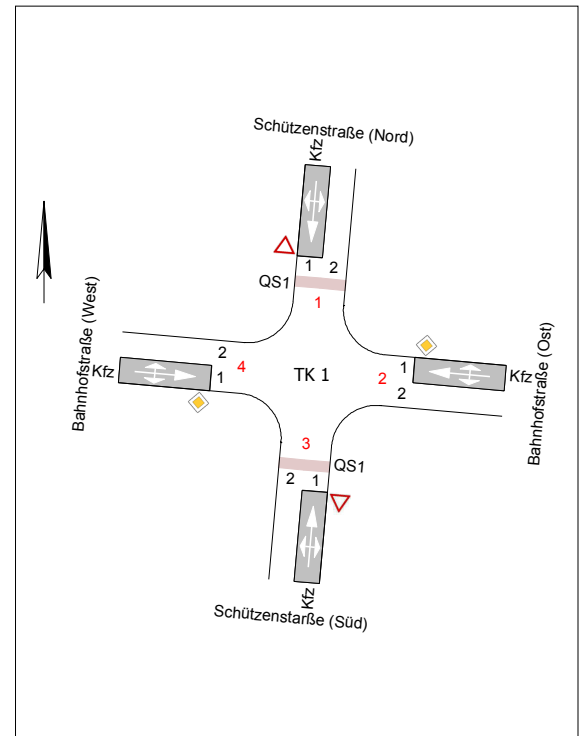 Schützenstraße (Nord)
Kfz
1 2
QS1
1
Bahnhofstraße (West)
Kfz
2
1
4
TK 1
2
1
2
Kfz
Bahnhofstraße (Ost)
3
QS1
2 1
Kfz
Schützenstarße (Süd)